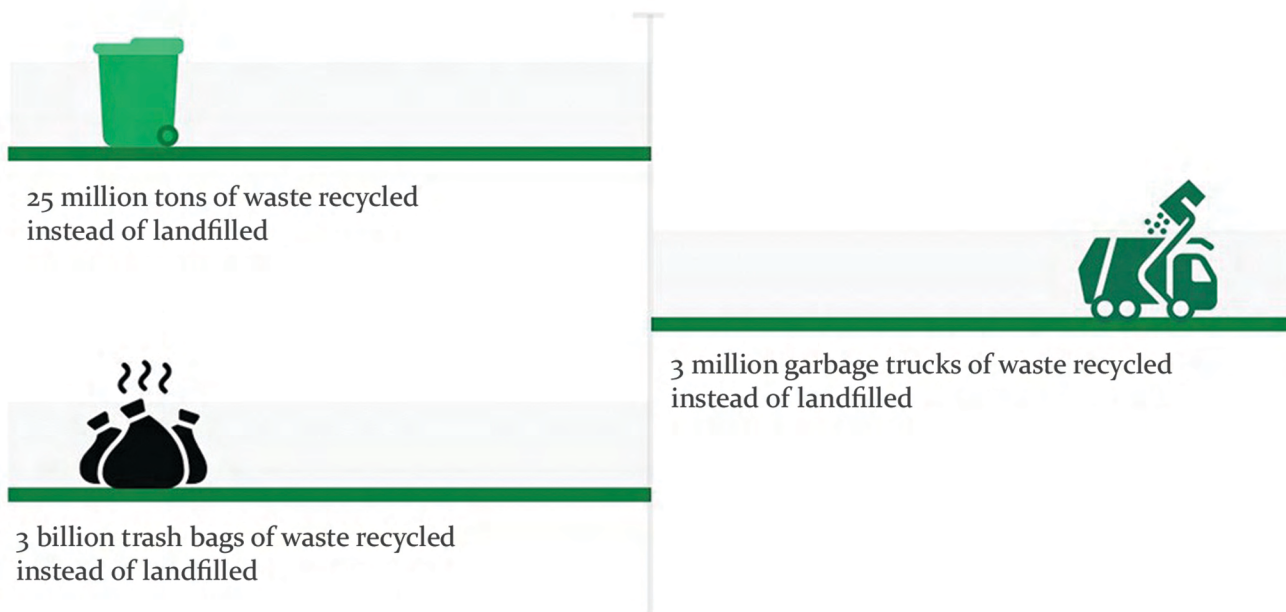 25 million tons of waste recycled
instead of landfilled
3 million garbage trucks of waste recycled
instead of landfilled
3 billion trash bags of waste recycled
instead of landfilled